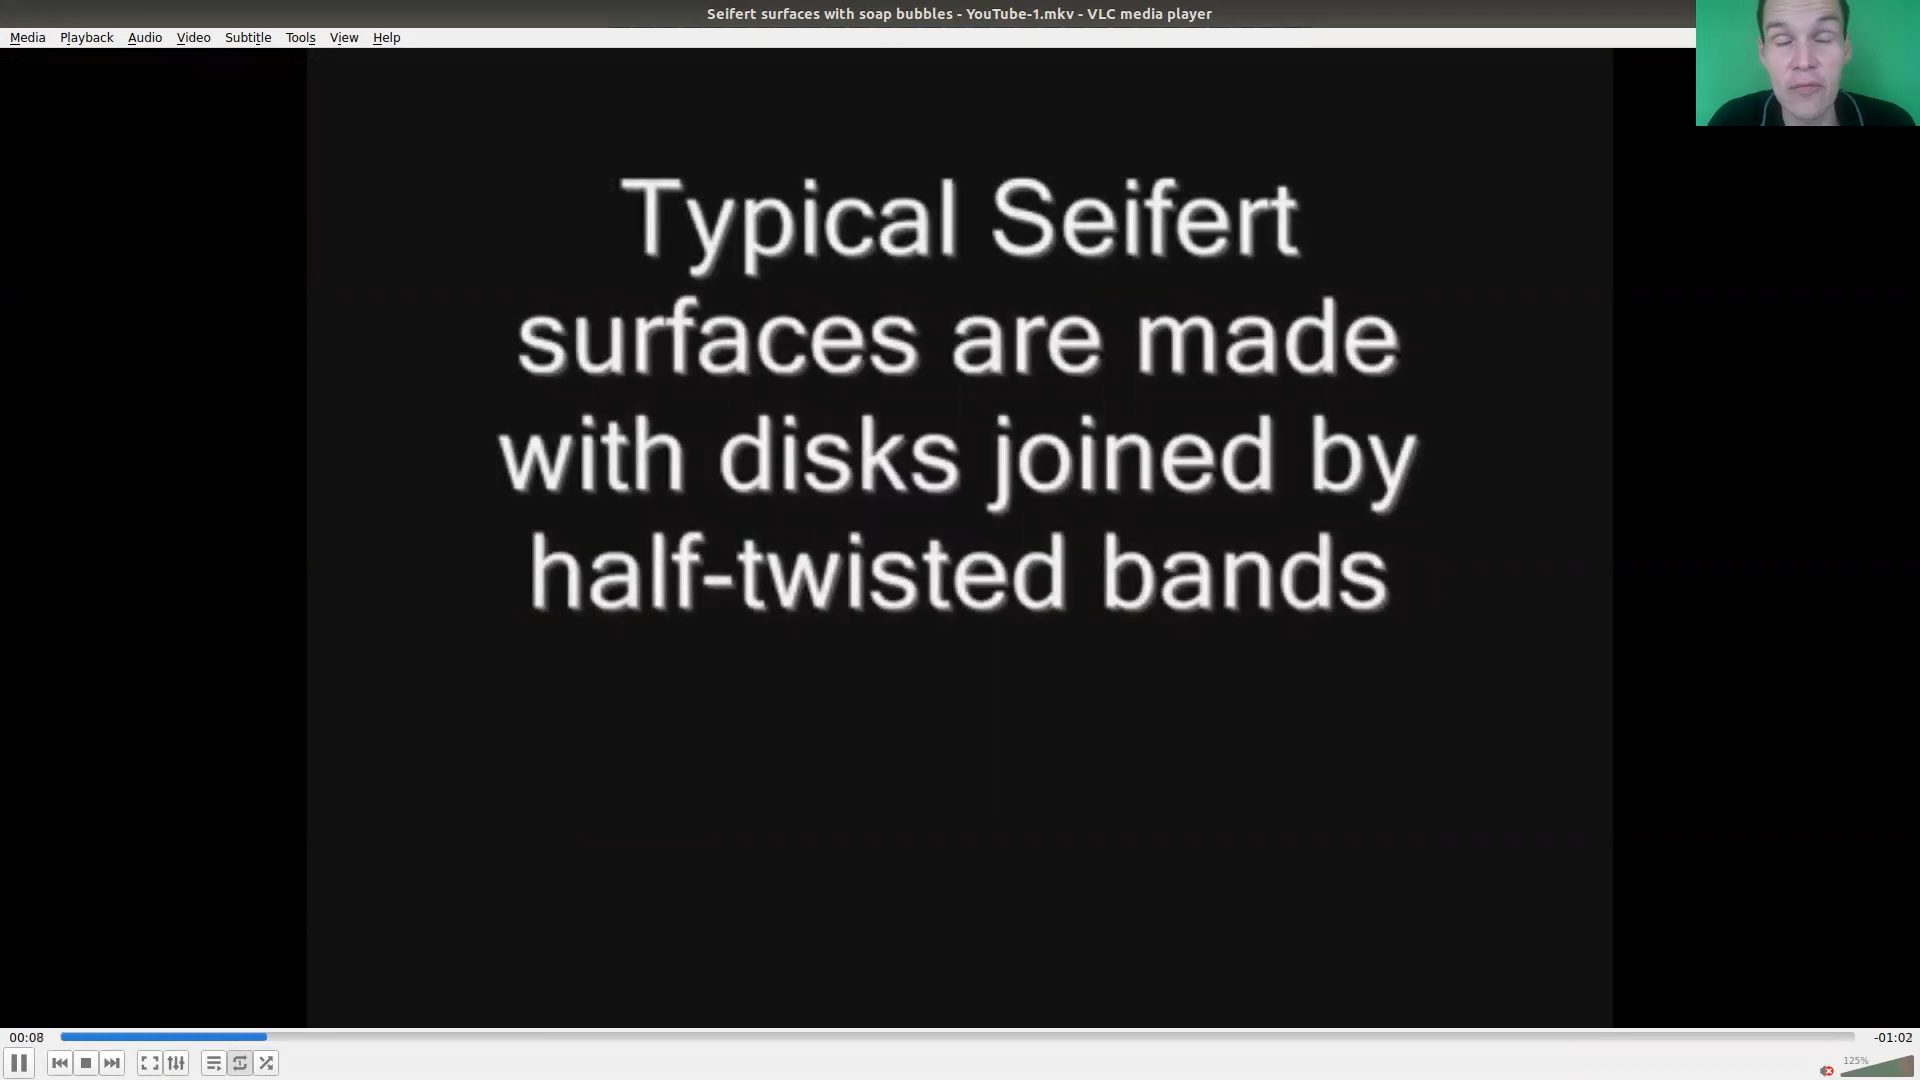 Seifert surfaces with soap bubbles - YouTube-1.mkv - VLC media player
Media Playback Audio Video Subtitle Tools View Help
Typical Seifert
surfaces are made
with disks joined by
half-twisted bands
00:08 -01:02
125%